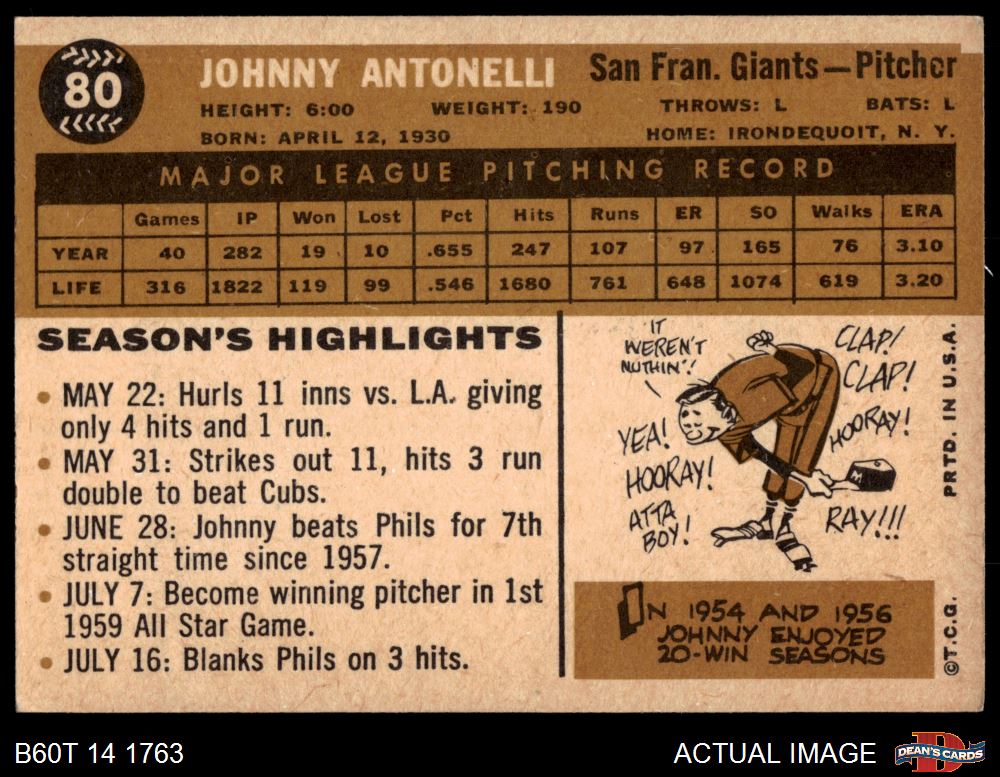 80
JOHNNY ANTONELLI
San Fran. Giants—Pitcher
HEIGHT: 6:00 WEIGHT: 190 THROWS: L BATS: L
BORN: APRIL 12, 1930 HOME: IRONDEQUOIT, N. Y.
MAJOR LEAGUE PITCHING RECORD
Games IP Won Lost Pct Hits Runs ER SO Walks ERA
YEAR 40 282 19 10 .655 247 107 97 165 76 3.10
LIFE 316 1822 119 99 .546 1680 761 648 1074 619 3.20
SEASON'S HIGHLIGHTS
• MAY 22: Hurls 11 inns vs. L.A. giving
only 4 hits and 1 run.
• MAY 31: Strikes out 11, hits 3 run
double to beat Cubs.
• JUNE 28: Johnny beats Phils for 7th
straight time since 1957.
• JULY 7: Become winning pitcher in 1st
1959 All Star Game.
• JULY 16: Blanks Phils on 3 hits.
IT
WEREN'T
NUTHIN'!
CLAP!
CLAP!
YEA!
HOORAY!
HOORAY!
ATTA
BOY!
RAY!!!
M
IN 1954 AND 1956
JOHNNY ENJOYED
20-WIN SEASONS
PRTD. IN U.S.A.
©T.C.G.
B60T 14 1763
ACTUAL IMAGE
D
DEAN'S CARDS